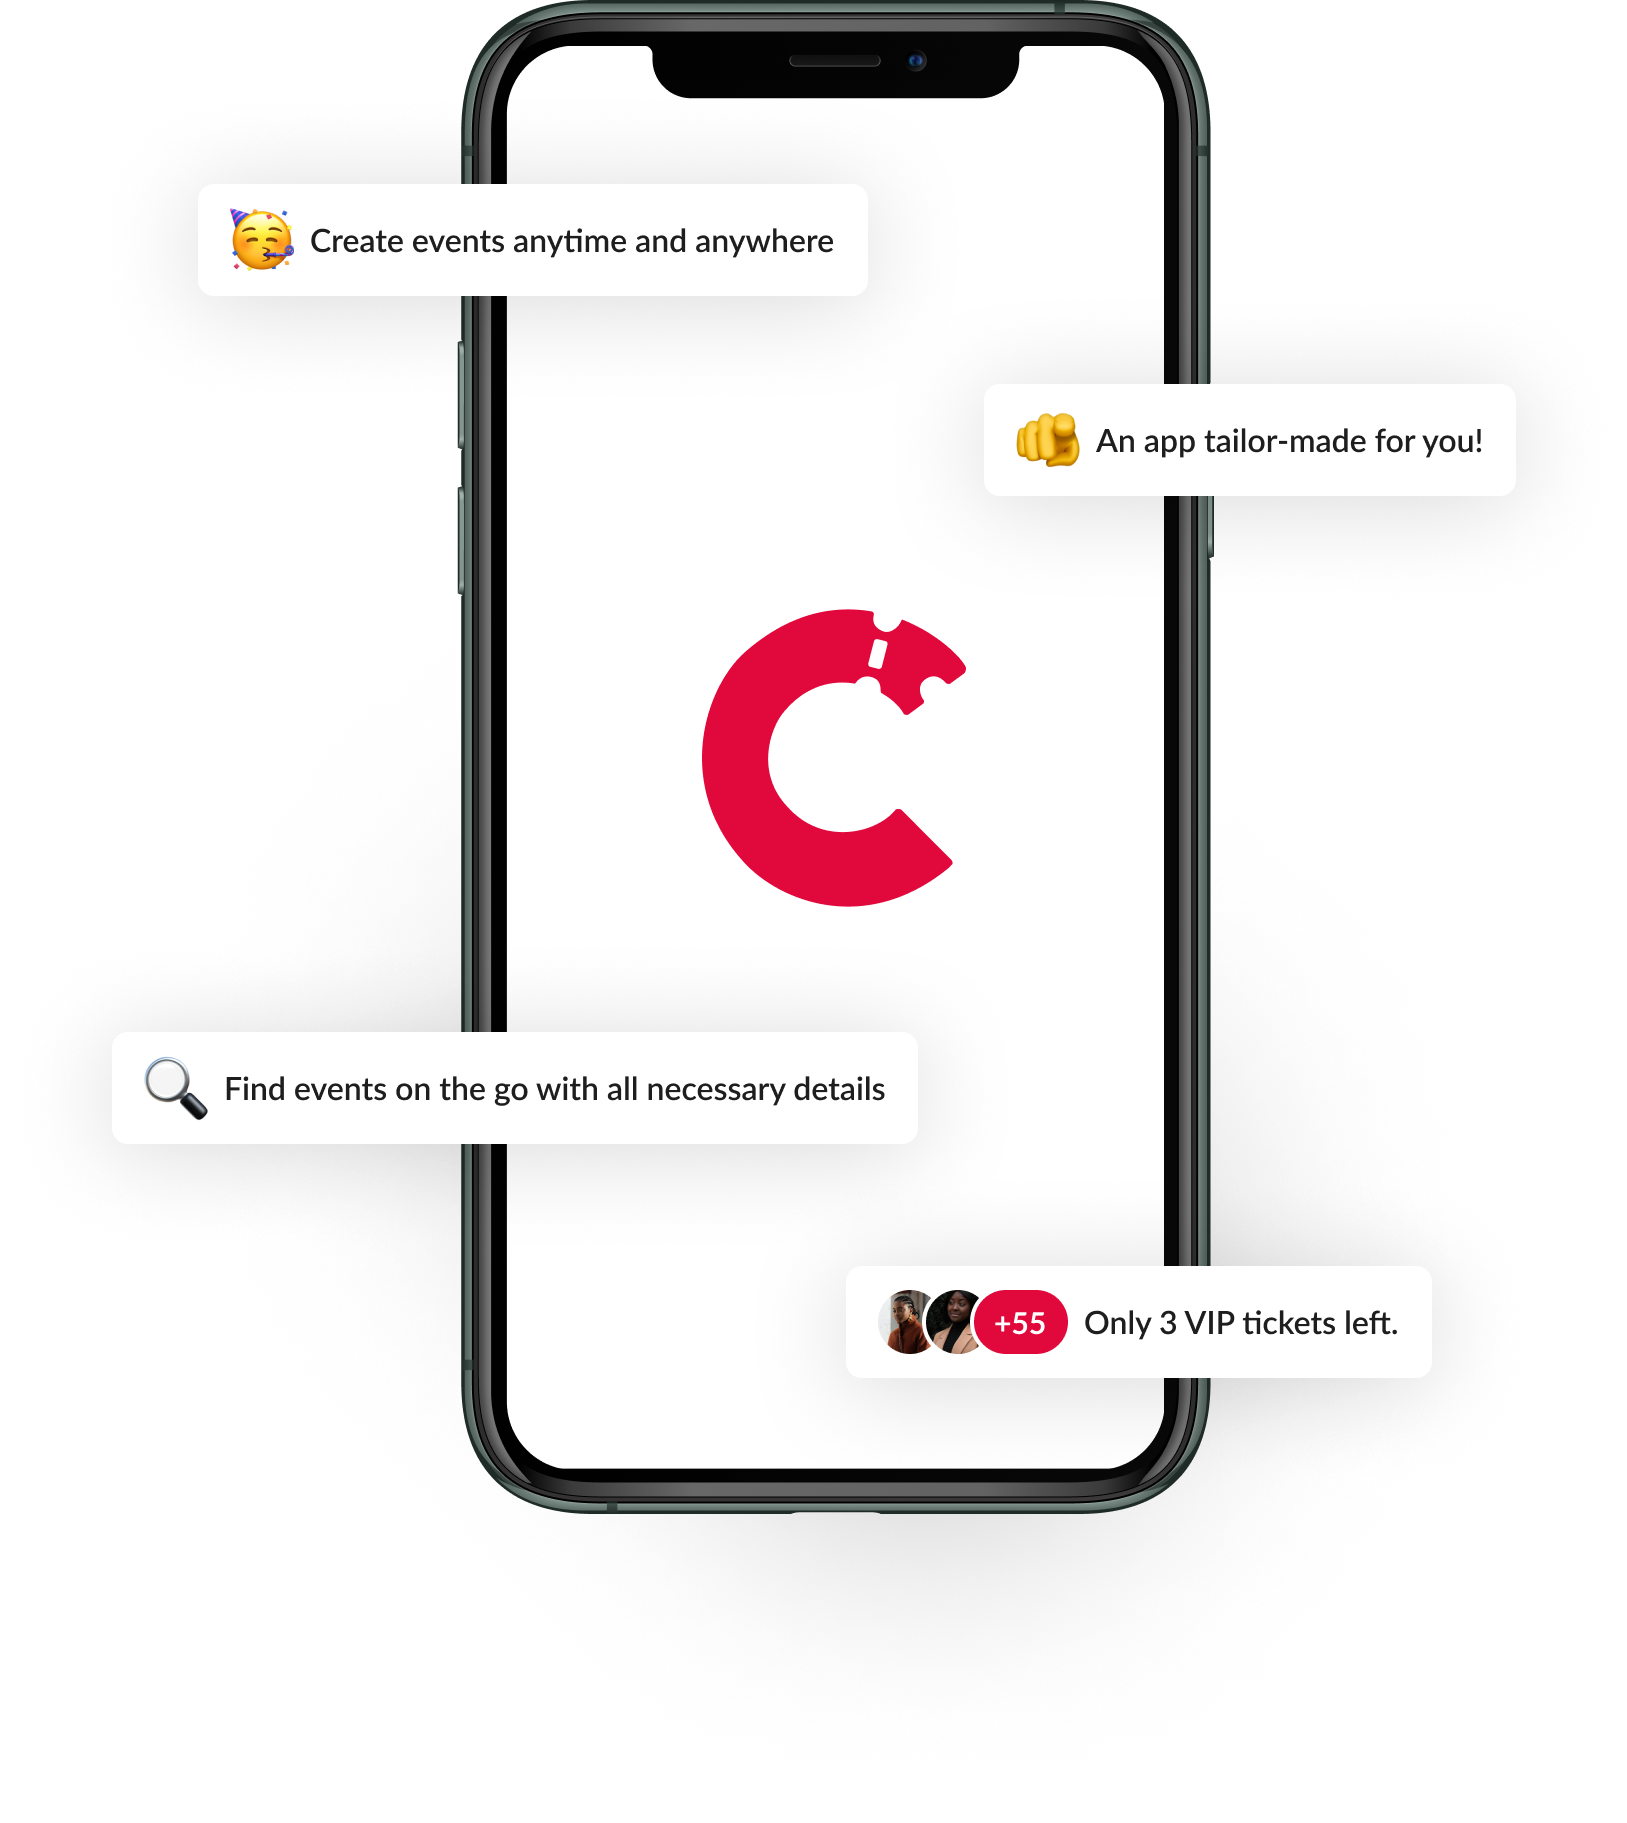 Create events anytime and anywhere
An app tailor-made for you!
C
Find events on the go with all necessary details
+55 Only 3 VIP tickets left.